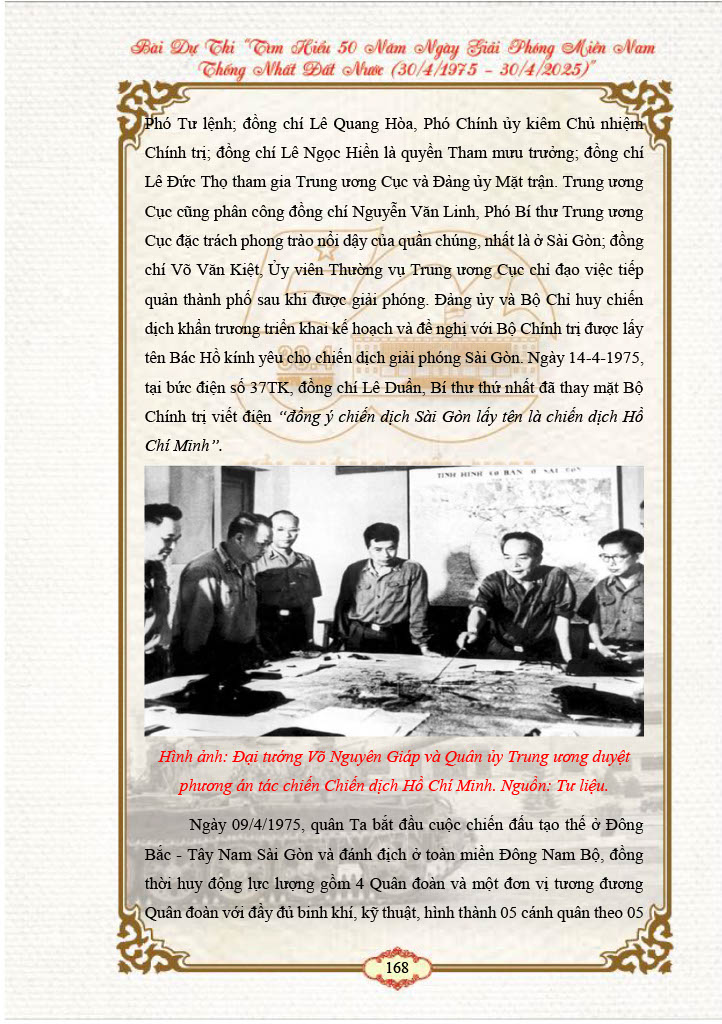 Bài Dự Thi “Tìm Hiểu 50 Năm Ngày Giải Phóng Miền Nam
Thống Nhất Đất Nước (30/4/1975 – 30/4/2025)”
Phó Tư lệnh; đồng chí Lê Quang Hòa, Phó Chính ủy kiêm Chủ nhiệm
Chính trị; đồng chí Lê Ngọc Hiền là quyền Tham mưu trưởng; đồng chí
Lê Đức Thọ tham gia Trung ương Cục và Đảng ủy Mặt trận. Trung ương
Cục cũng phân công đồng chí Nguyễn Văn Linh, Phó Bí thư Trung ương
Cục đặc trách phong trào nổi dậy của quần chúng, nhất là ở Sài Gòn; đồng
chí Võ Văn Kiệt, Ủy viên Thường vụ Trung ương Cục chỉ đạo việc tiếp
quản thành phố sau khi được giải phóng. Đảng ủy và Bộ Chỉ huy chiến
dịch khẩn trương triển khai kế hoạch và đề nghị với Bộ Chính trị được lấy
tên Bác Hồ kính yêu cho chiến dịch giải phóng Sài Gòn. Ngày 14-4-1975,
tại bức điện số 37TK, đồng chí Lê Duẩn, Bí thư thứ nhất đã thay mặt Bộ
Chính trị viết điện “đồng ý chiến dịch Sài Gòn lấy tên là chiến dịch Hồ
Chí Minh”.
TÌNH HÌNH CƠ BẢN Ở SÀI GÒN
Hình ảnh: Đại tướng Võ Nguyên Giáp và Quân ủy Trung ương duyệt
phương án tác chiến Chiến dịch Hồ Chí Minh. Nguồn: Tư liệu.
Ngày 09/4/1975, quân Ta bắt đầu cuộc chiến đấu tạo thế ở Đông
Bắc - Tây Nam Sài Gòn và đánh địch ở toàn miền Đông Nam Bộ, đồng
thời huy động lực lượng gồm 4 Quân đoàn và một đơn vị tương đương
Quân đoàn với đầy đủ binh khí, kỹ thuật, hình thành 05 cánh quân theo 05
168